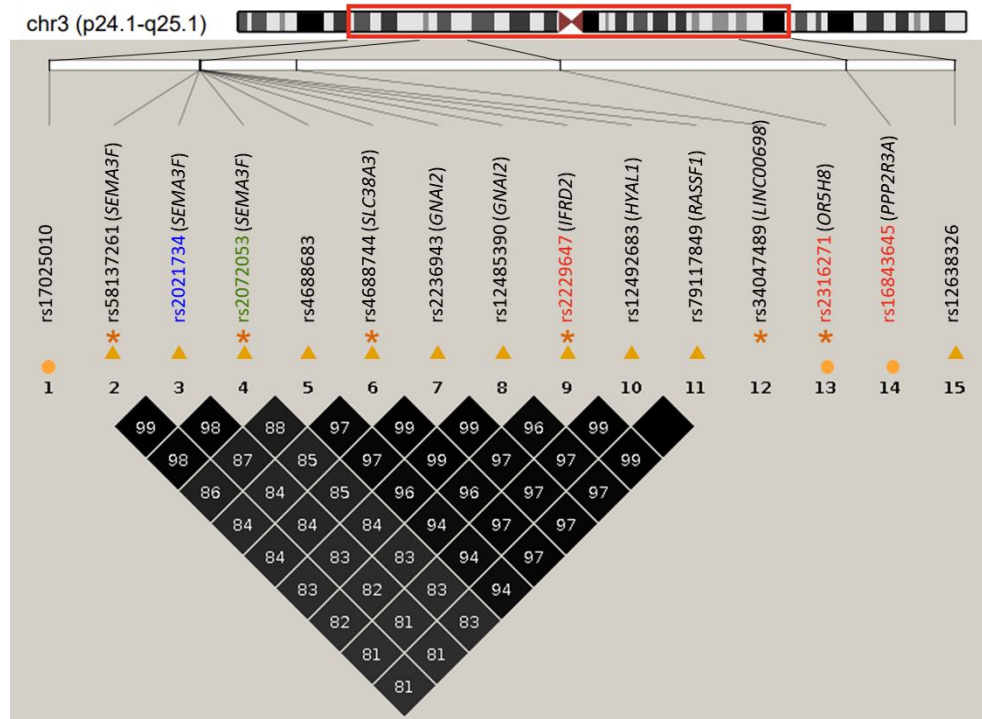 chr3 (p24.1-q25.1)
rs17025010
rs58137261 (SEMA3F)
rs2021734 (SEMA3F)
rs2072053 (SEMA3F)
rs4688683
rs4688744 (SLC38A3)
rs2236943 (GNAI2)
rs12485390 (GNAI2)
rs2229647 (IFRD2)
rs12492683 (HYAL1)
rs79117849 (RASSF1)
rs34047489 (LINC00698)
rs2316271 (OR5H8)
rs16843645 (PPP2R3A)
rs12638326
* * * * * *
1 2 3 4 5 6 7 8 9 10 11 12 13 14 15
99 98 88 97 99 99 96 99
98 87 85 97 99 97 97 99
86 84 85 96 96 97 97
84 84 84 94 97 97
84 83 83 94 97
83 82 83 94
82 81 83
81 81
81